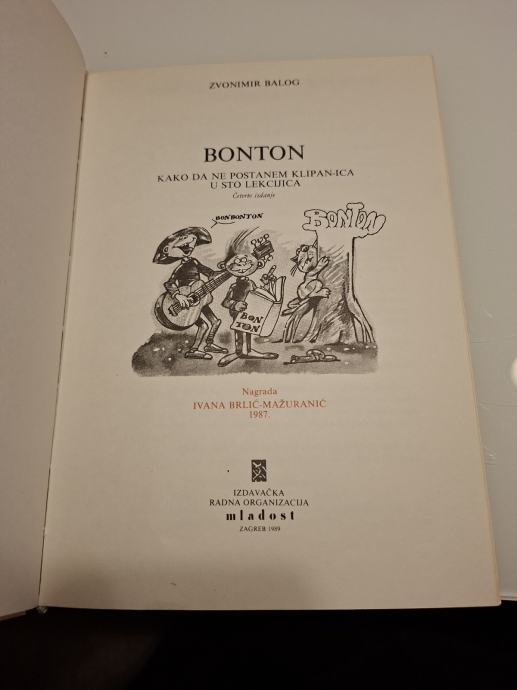 ZVONIMIR BALOG
BONTON
KAKO DA NE POSTANEM KLIPAN-ICA
U STO LEKCIJICA
Četvrto izdanje
BONBONTON
BONTON
BON
TON
Nagrada
IVANA BRLIĆ-MAŽURANIĆ
1987.
IZDAVAČKA
RADNA ORGANIZACIJA
mladost
ZAGREB 1989